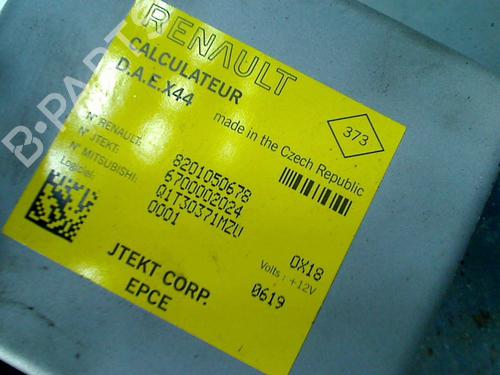 RENAULT
CALCULATEUR
D.A.E.X44
made in the Czech Republic
373
N° RENAULT: 8201050678
N° JTEKT: 6700002024
N° MITSUBISHI: Q1T30371MZU
Logiciel: 0001
0X18
Volts : +12V
0619
JTEKT CORP.
EPCE
B-PARTS